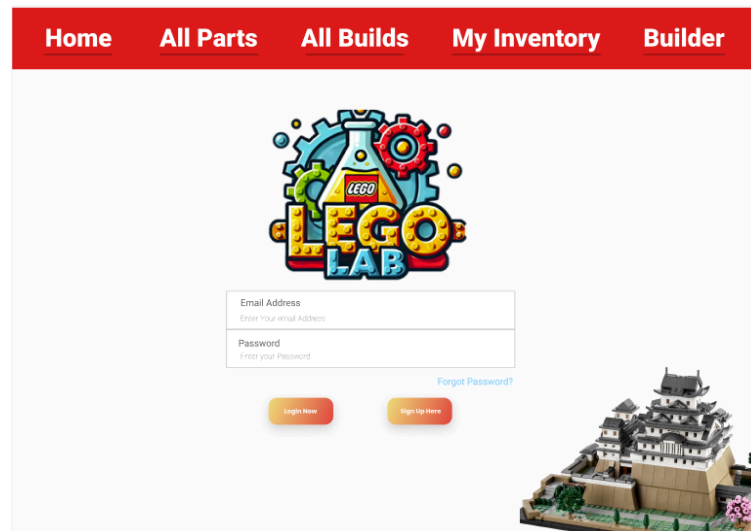 Home All Parts All Builds My Inventory Builder
LEGO
LEGO
LAB
Email Address
Enter Your email Address
Password
Enter your Password
Forgot Password?
Login Now Sign Up Here